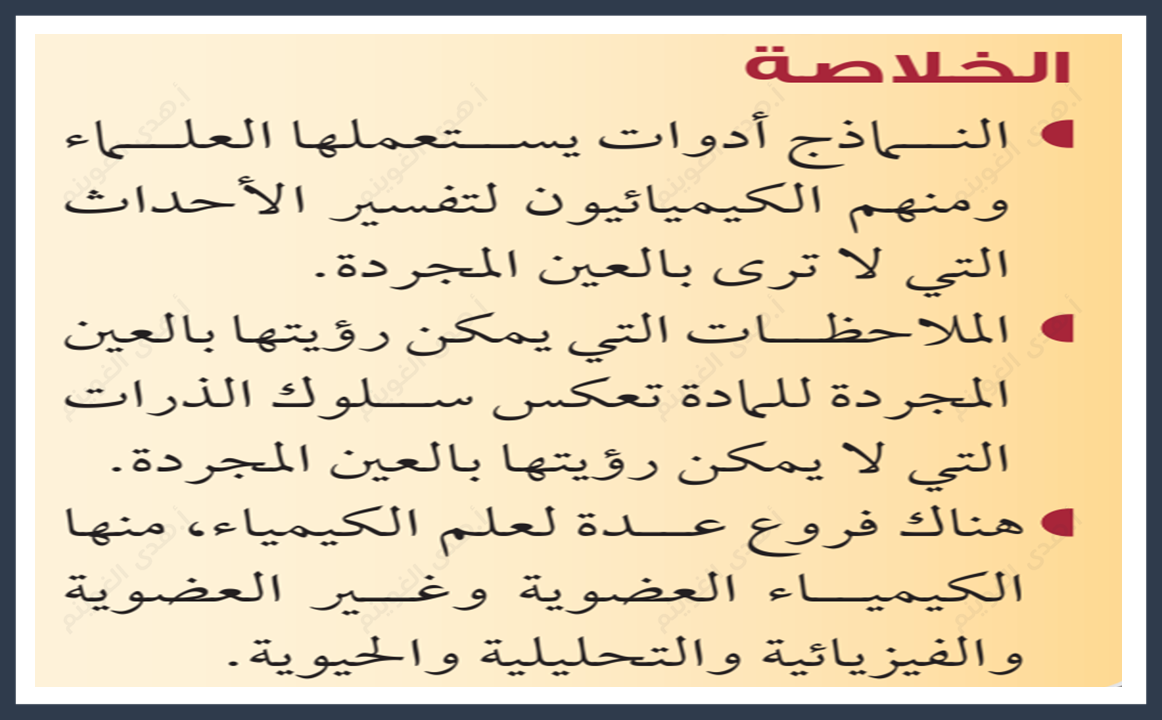 الخلاصة
النماذج أدوات يستعملها العلماء
ومنهم الكيميائيون لتفسير الأحداث
التي لا ترى بالعين المجردة.
الملاحظات التي يمكن رؤيتها بالعين
المجردة للمادة تعكس سلوك الذرات
التي لا يمكن رؤيتها بالعين المجردة.
هناك فروع عدة لعلم الكيمياء، منها
الكيمياء العضوية وغير العضوية
والفيزيائية والتحليلية والحيوية.